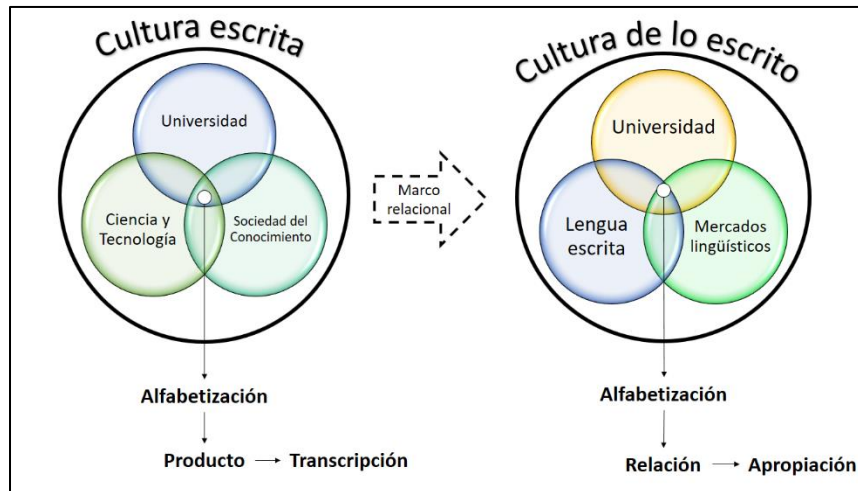 Cultura escrita
Universidad
Ciencia y
Tecnología
Sociedad del
Conocimiento
Alfabetización
Producto
Transcripción
Marco
relacional
Cultura de lo escrito
Universidad
Lengua
escrita
Mercados
lingüísticos
Alfabetización
Relación
Apropiación